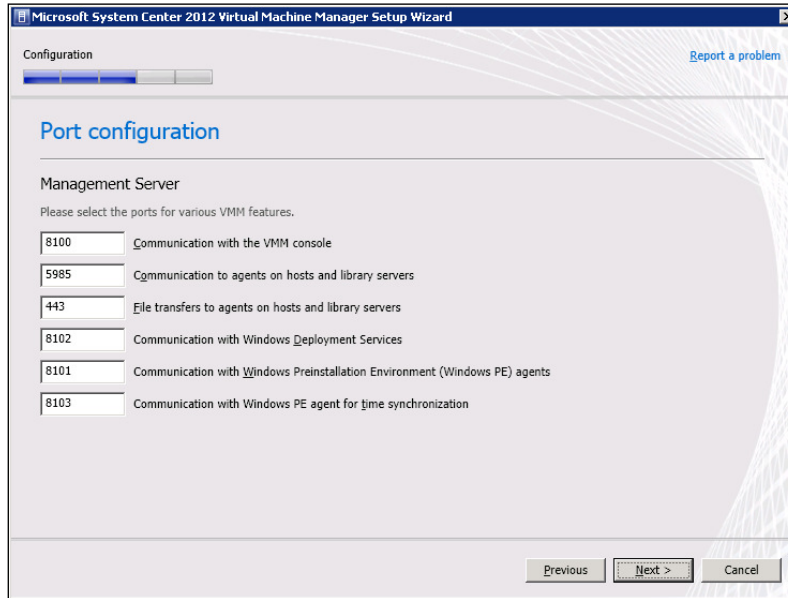 Microsoft System Center 2012 Virtual Machine Manager Setup Wizard
Configuration
Report a problem
Port configuration
Management Server
Please select the ports for various VMM features.
8100 Communication with the VMM console
5985 Communication to agents on hosts and library servers
443 File transfers to agents on hosts and library servers
8102 Communication with Windows Deployment Services
8101 Communication with Windows Preinstallation Environment (Windows PE) agents
8103 Communication with Windows PE agent for time synchronization
Previous Next > Cancel